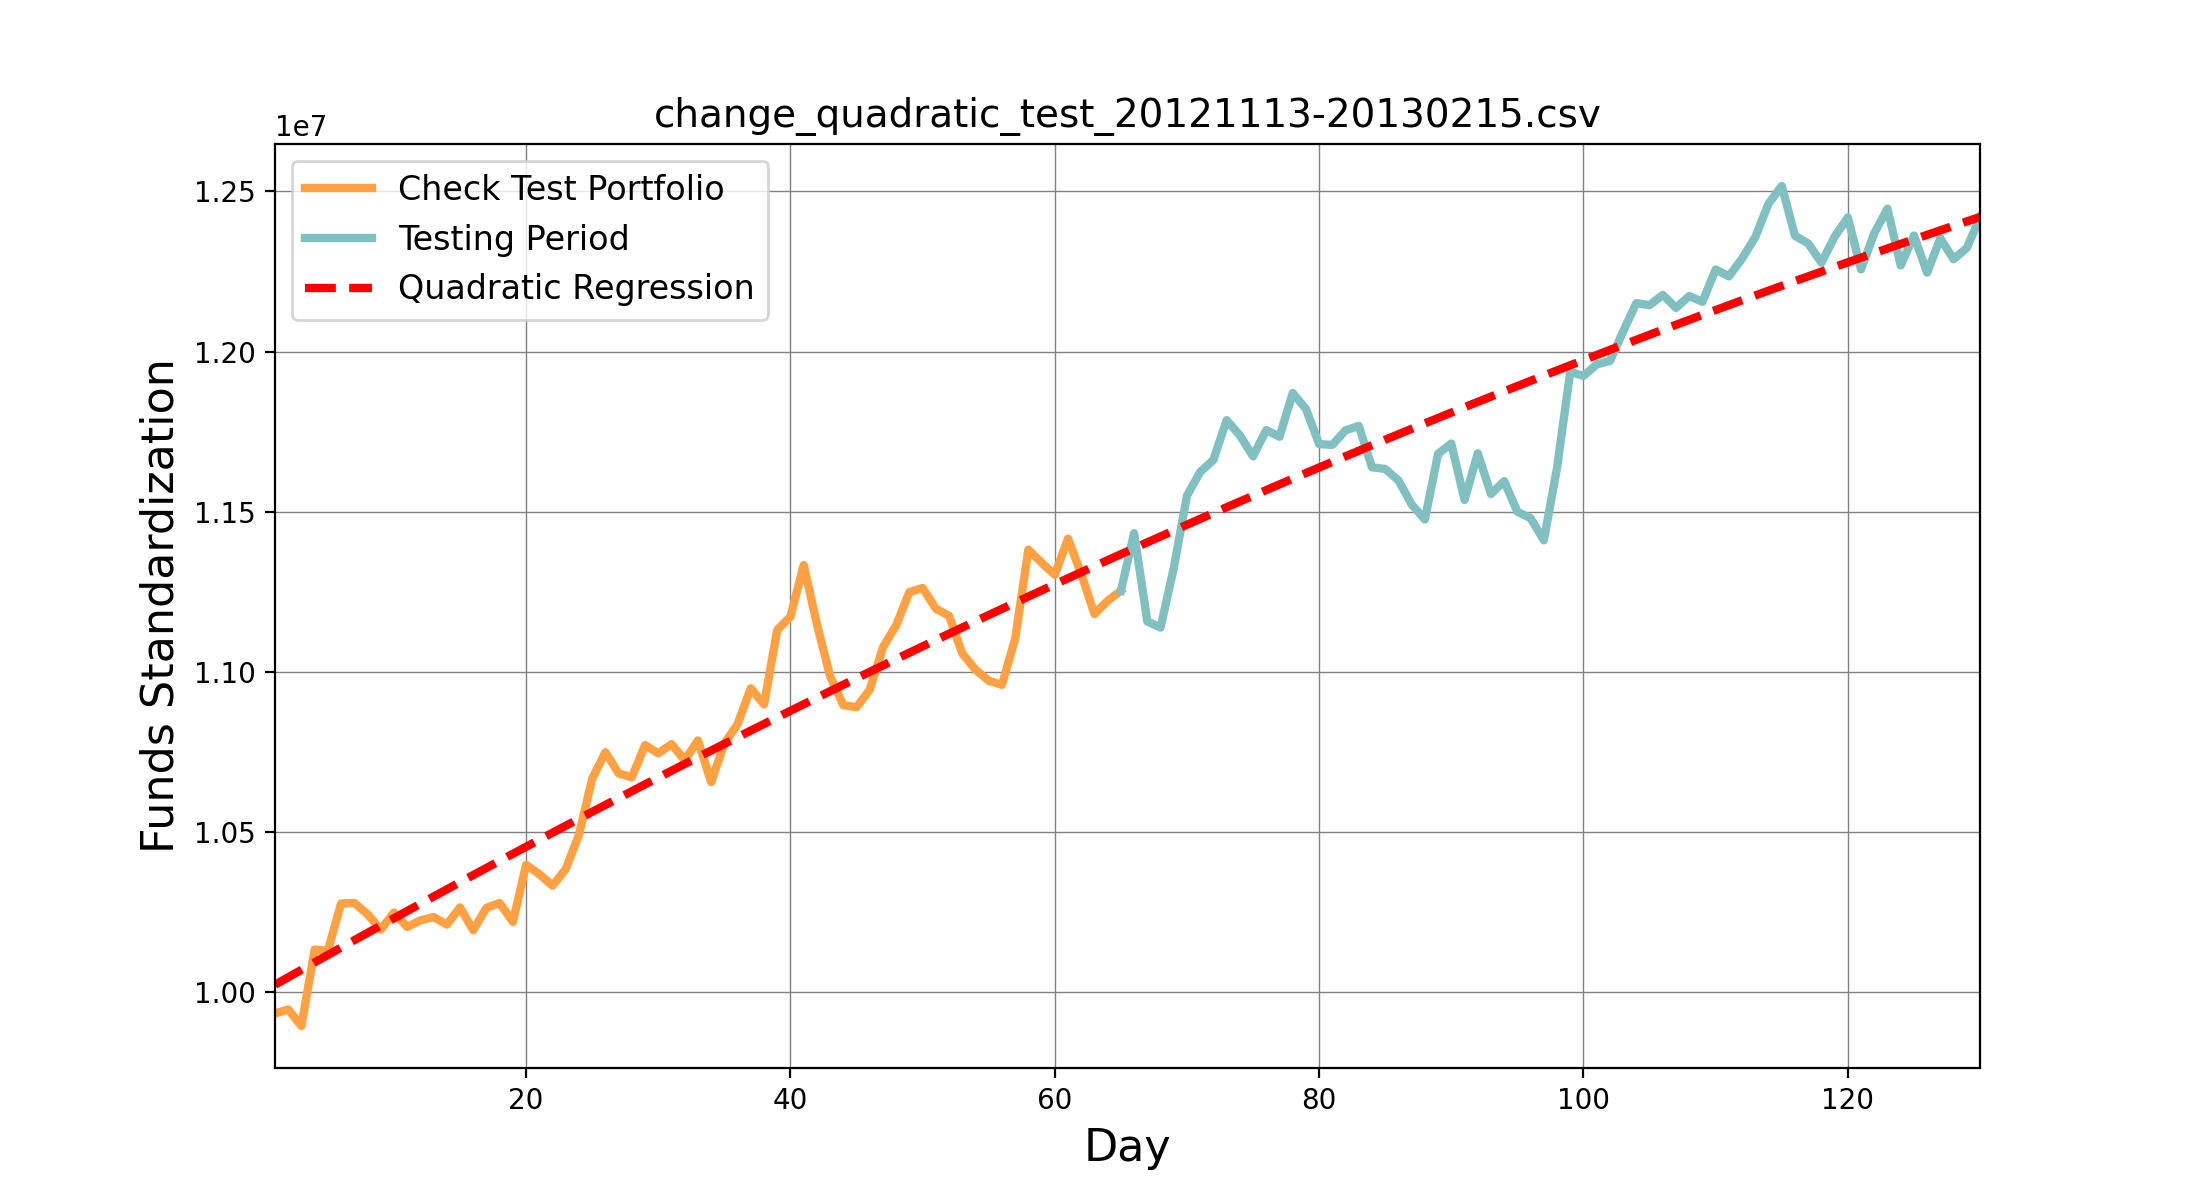 change_quadratic_test_20121113-20130215.csv
1e7
Check Test Portfolio
Testing Period
Quadratic Regression
1.25
1.20
1.15
1.10
1.05
1.00
Funds Standardization
20 40 60 80 100 120
Day